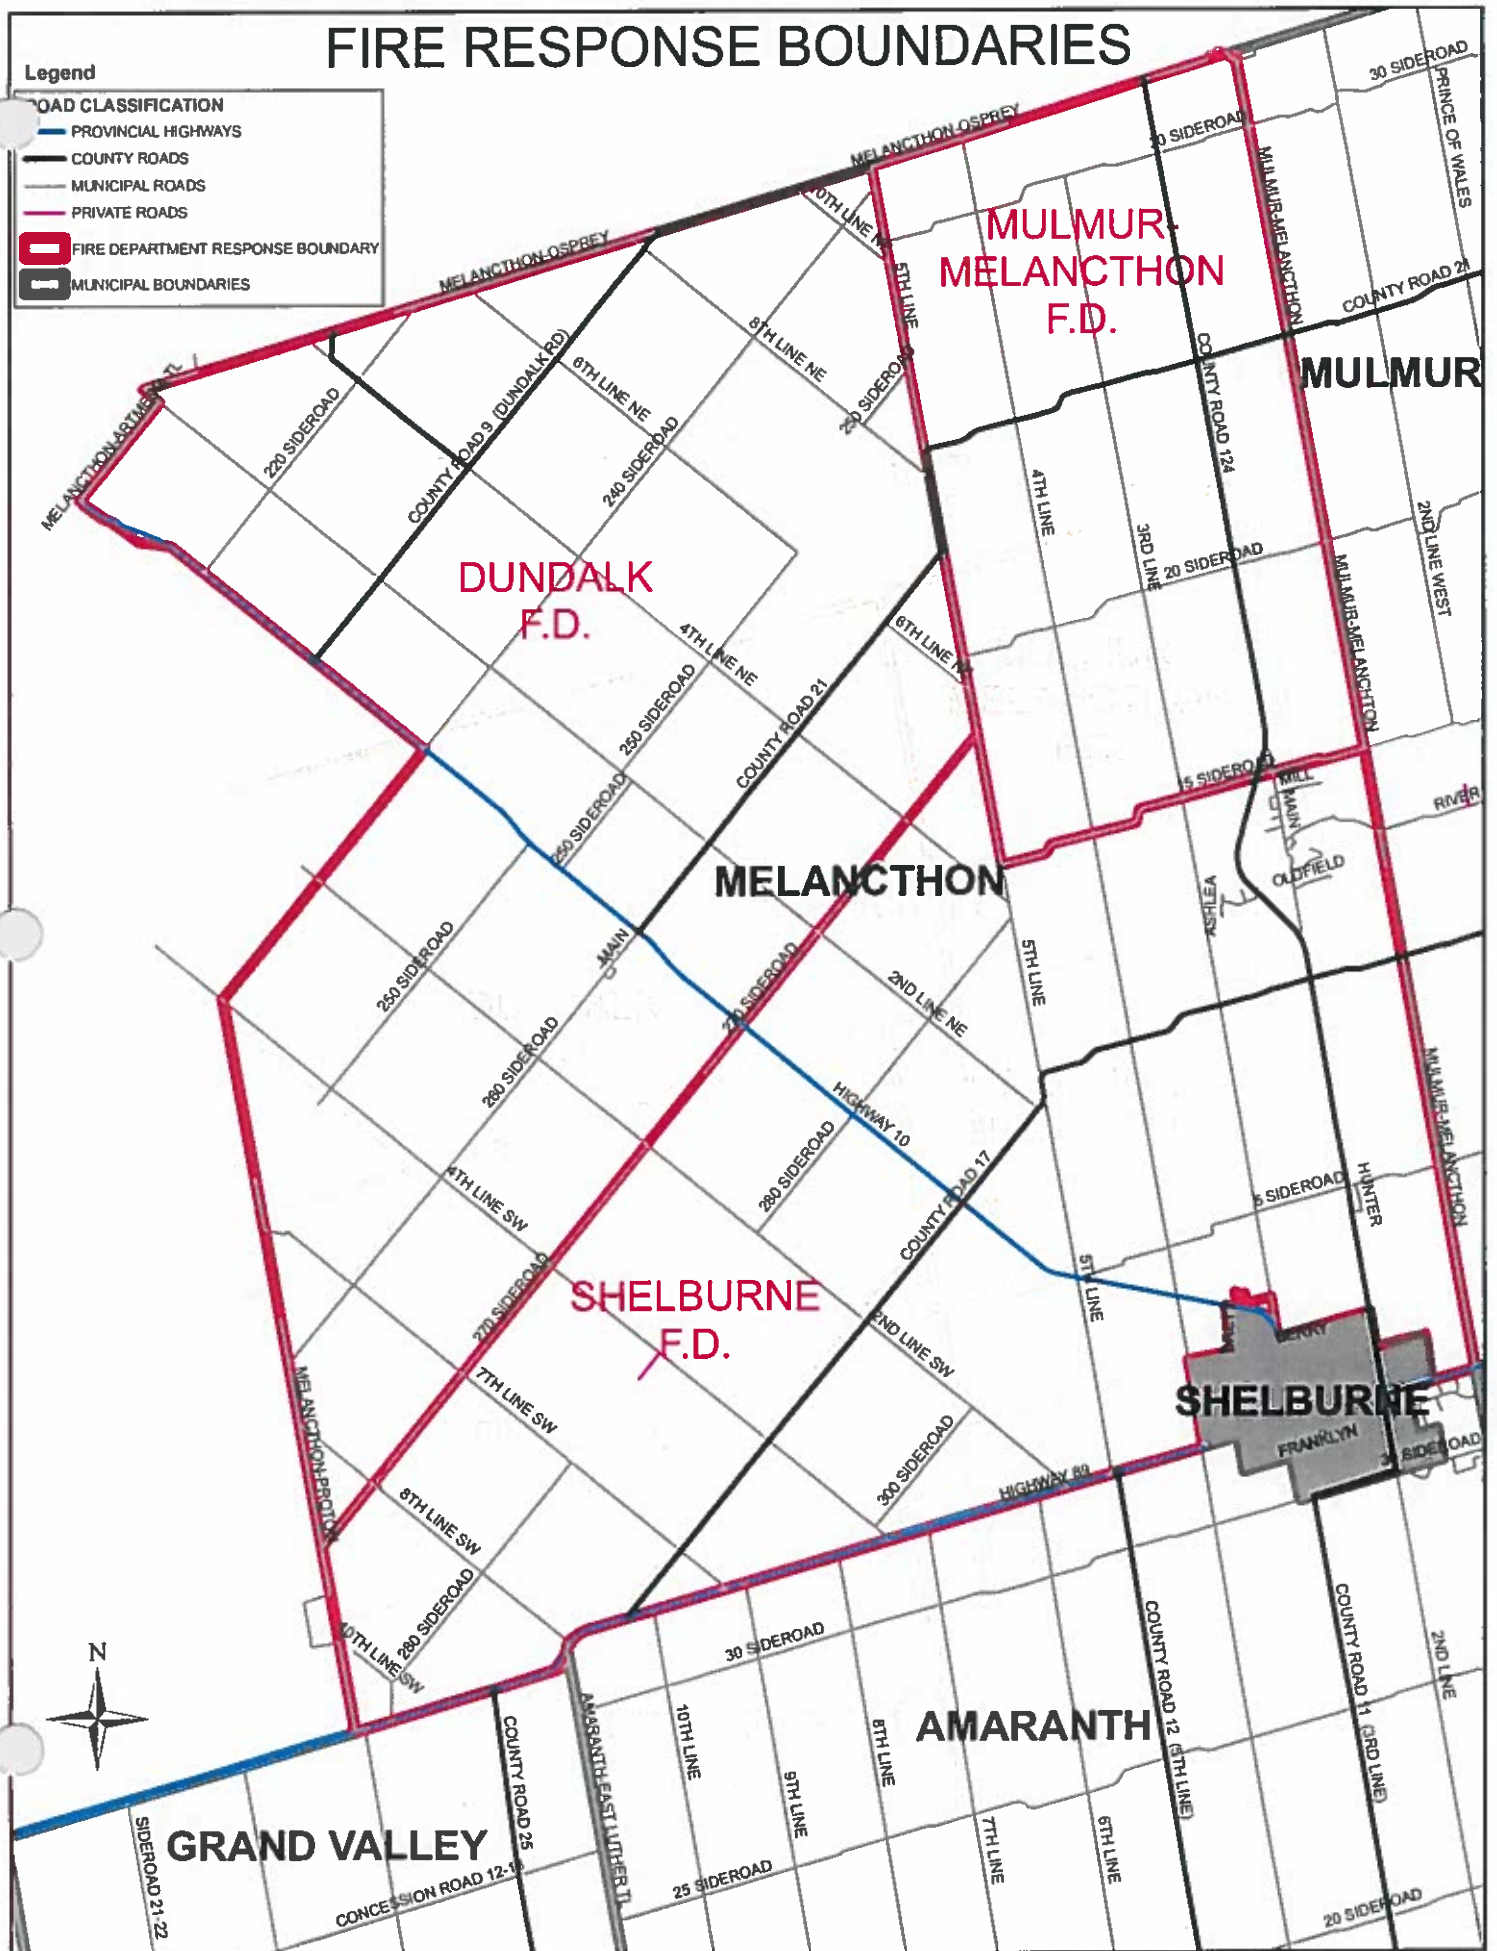 FIRE RESPONSE BOUNDARIES
Legend
ROAD CLASSIFICATION
PROVINCIAL HIGHWAYS
COUNTY ROADS
MUNICIPAL ROADS
PRIVATE ROADS
FIRE DEPARTMENT RESPONSE BOUNDARY
MUNICIPAL BOUNDARIES
30 SIDEROAD
PRINCE OF WALES
MELANCTHON-OSPREY
30 SIDEROAD
MULMUR-MELANCTHON
10TH LINE NE
MULMUR-
MELANCTHON
F.D.
MELANCTHON-OSPREY
5TH LINE
COUNTY ROAD 21
MULMUR
8TH LINE NE
COUNTY ROAD 9 (DUNDALK RD)
6TH LINE NE
250 SIDEROAD
COUNTY ROAD 124
220 SIDEROAD
240 SIDEROAD
4TH LINE
3RD LINE
20 SIDEROAD
2ND LINE WEST
MULMUR-MELANCHTON
DUNDALK
F.D.
4TH LINE NE
6TH LINE NE
250 SIDEROAD
COUNTY ROAD 21
250 SIDEROAD
15 SIDEROAD
MILL
MAIN
RIVER
OLDFIELD
ASHLEA
MELANCTHON
250 SIDEROAD
MAIN
270 SIDEROAD
2ND LINE NE
5TH LINE
260 SIDEROAD
HIGHWAY 10
MULMUR-MELANCTHON
280 SIDEROAD
COUNTY ROAD 17
5 SIDEROAD
HUNTER
4TH LINE SW
5TH LINE
270 SIDEROAD
SHELBURNE
F.D.
2ND LINE SW
MELANCTHON-PROTON
7TH LINE SW
SHELBURNE
FRANKLYN
300 SIDEROAD
HIGHWAY 89
8TH LINE SW
280 SIDEROAD
10TH LINE SW
N
30 SIDEROAD
COUNTY ROAD 12 (5TH LINE)
COUNTY ROAD 11 (3RD LINE)
2ND LINE
AMARANTH-EAST LUTHER TL
10TH LINE
8TH LINE
AMARANTH
COUNTY ROAD 25
9TH LINE
7TH LINE
6TH LINE
SIDEROAD 21-22
GRAND VALLEY
CONCESSION ROAD 12-
25 SIDEROAD
20 SIDEROAD